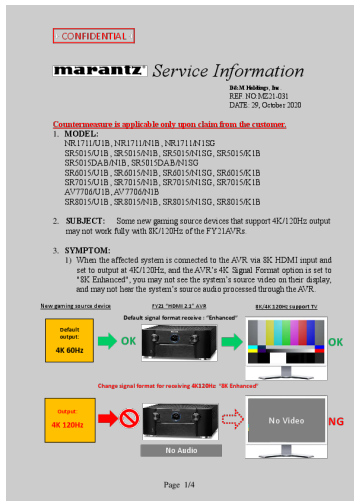 CONFIDENTIAL
marantz® Service Information
D&M Holdings, Inc.
REF. NO.MZ21-031
DATE: 29, October 2020
Countermeasure is applicable only upon claim from the customer.
1. MODEL:
NR1711/U1B, NR1711/N1B, NR1711/N1SG
SR5015/U1B, SR5015/N1B, SR5015/N1SG, SR5015/K1B
SR5015DAB/N1B, SR5015DAB/N1SG
SR6015/U1B, SR6015/N1B, SR6015/N1SG, SR6015/K1B
SR7015/U1B, SR7015/N1B, SR7015/N1SG, SR7015/K1B
AV7706/U1B, AV7706/N1B
SR8015/U1B, SR8015/N1B, SR8015/N1SG, SR8015/K1B
2. SUBJECT: Some new gaming source devices that support 4K/120Hz output
may not work fully with 8K/120Hz of the FY21AVRs.
3. SYMPTOM:
1) When the affected system is connected to the AVR via 8K HDMI input and
set to output at 4K/120Hz, and the AVR's 4K Signal Format option is set to
"8K Enhanced", you may not see the system's source video on their display,
and may not hear the system's source audio processed through the AVR.
New gaming source device FY21 "HDMI 2.1" AVR 8K/4K 120Hz support TV
Default signal format receive : "Enhanced"
Default
output:
4K 60Hz
OK
OK
Change signal format for receiving 4K120Hz "8K Enhanced"
Output:
4K 120Hz
No Video
NG
No Audio
Page 1/4